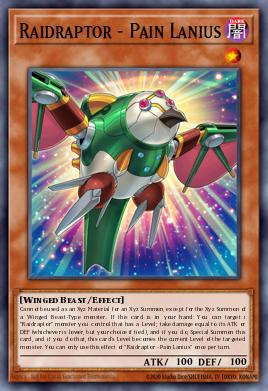 Raidraptor - Pain Lanius
DARK
闇
[Winged Beast/Effect]
Cannot be used as an Xyz Material for an Xyz Summon, except for the Xyz Summon of
a Winged Beast-Type monster. If this card is in your hand: You can target 1
"Raidraptor" monster you control that has a Level; take damage equal to its ATK or
DEF (whichever is lower, but your choice if tied), and if you do, Special Summon this
card, and if you do that, this card's Level becomes the current Level of the targeted
monster. You can only use this effect of "Raidraptor - Pain Lanius" once per turn.
ATK/ 100 DEF/ 100